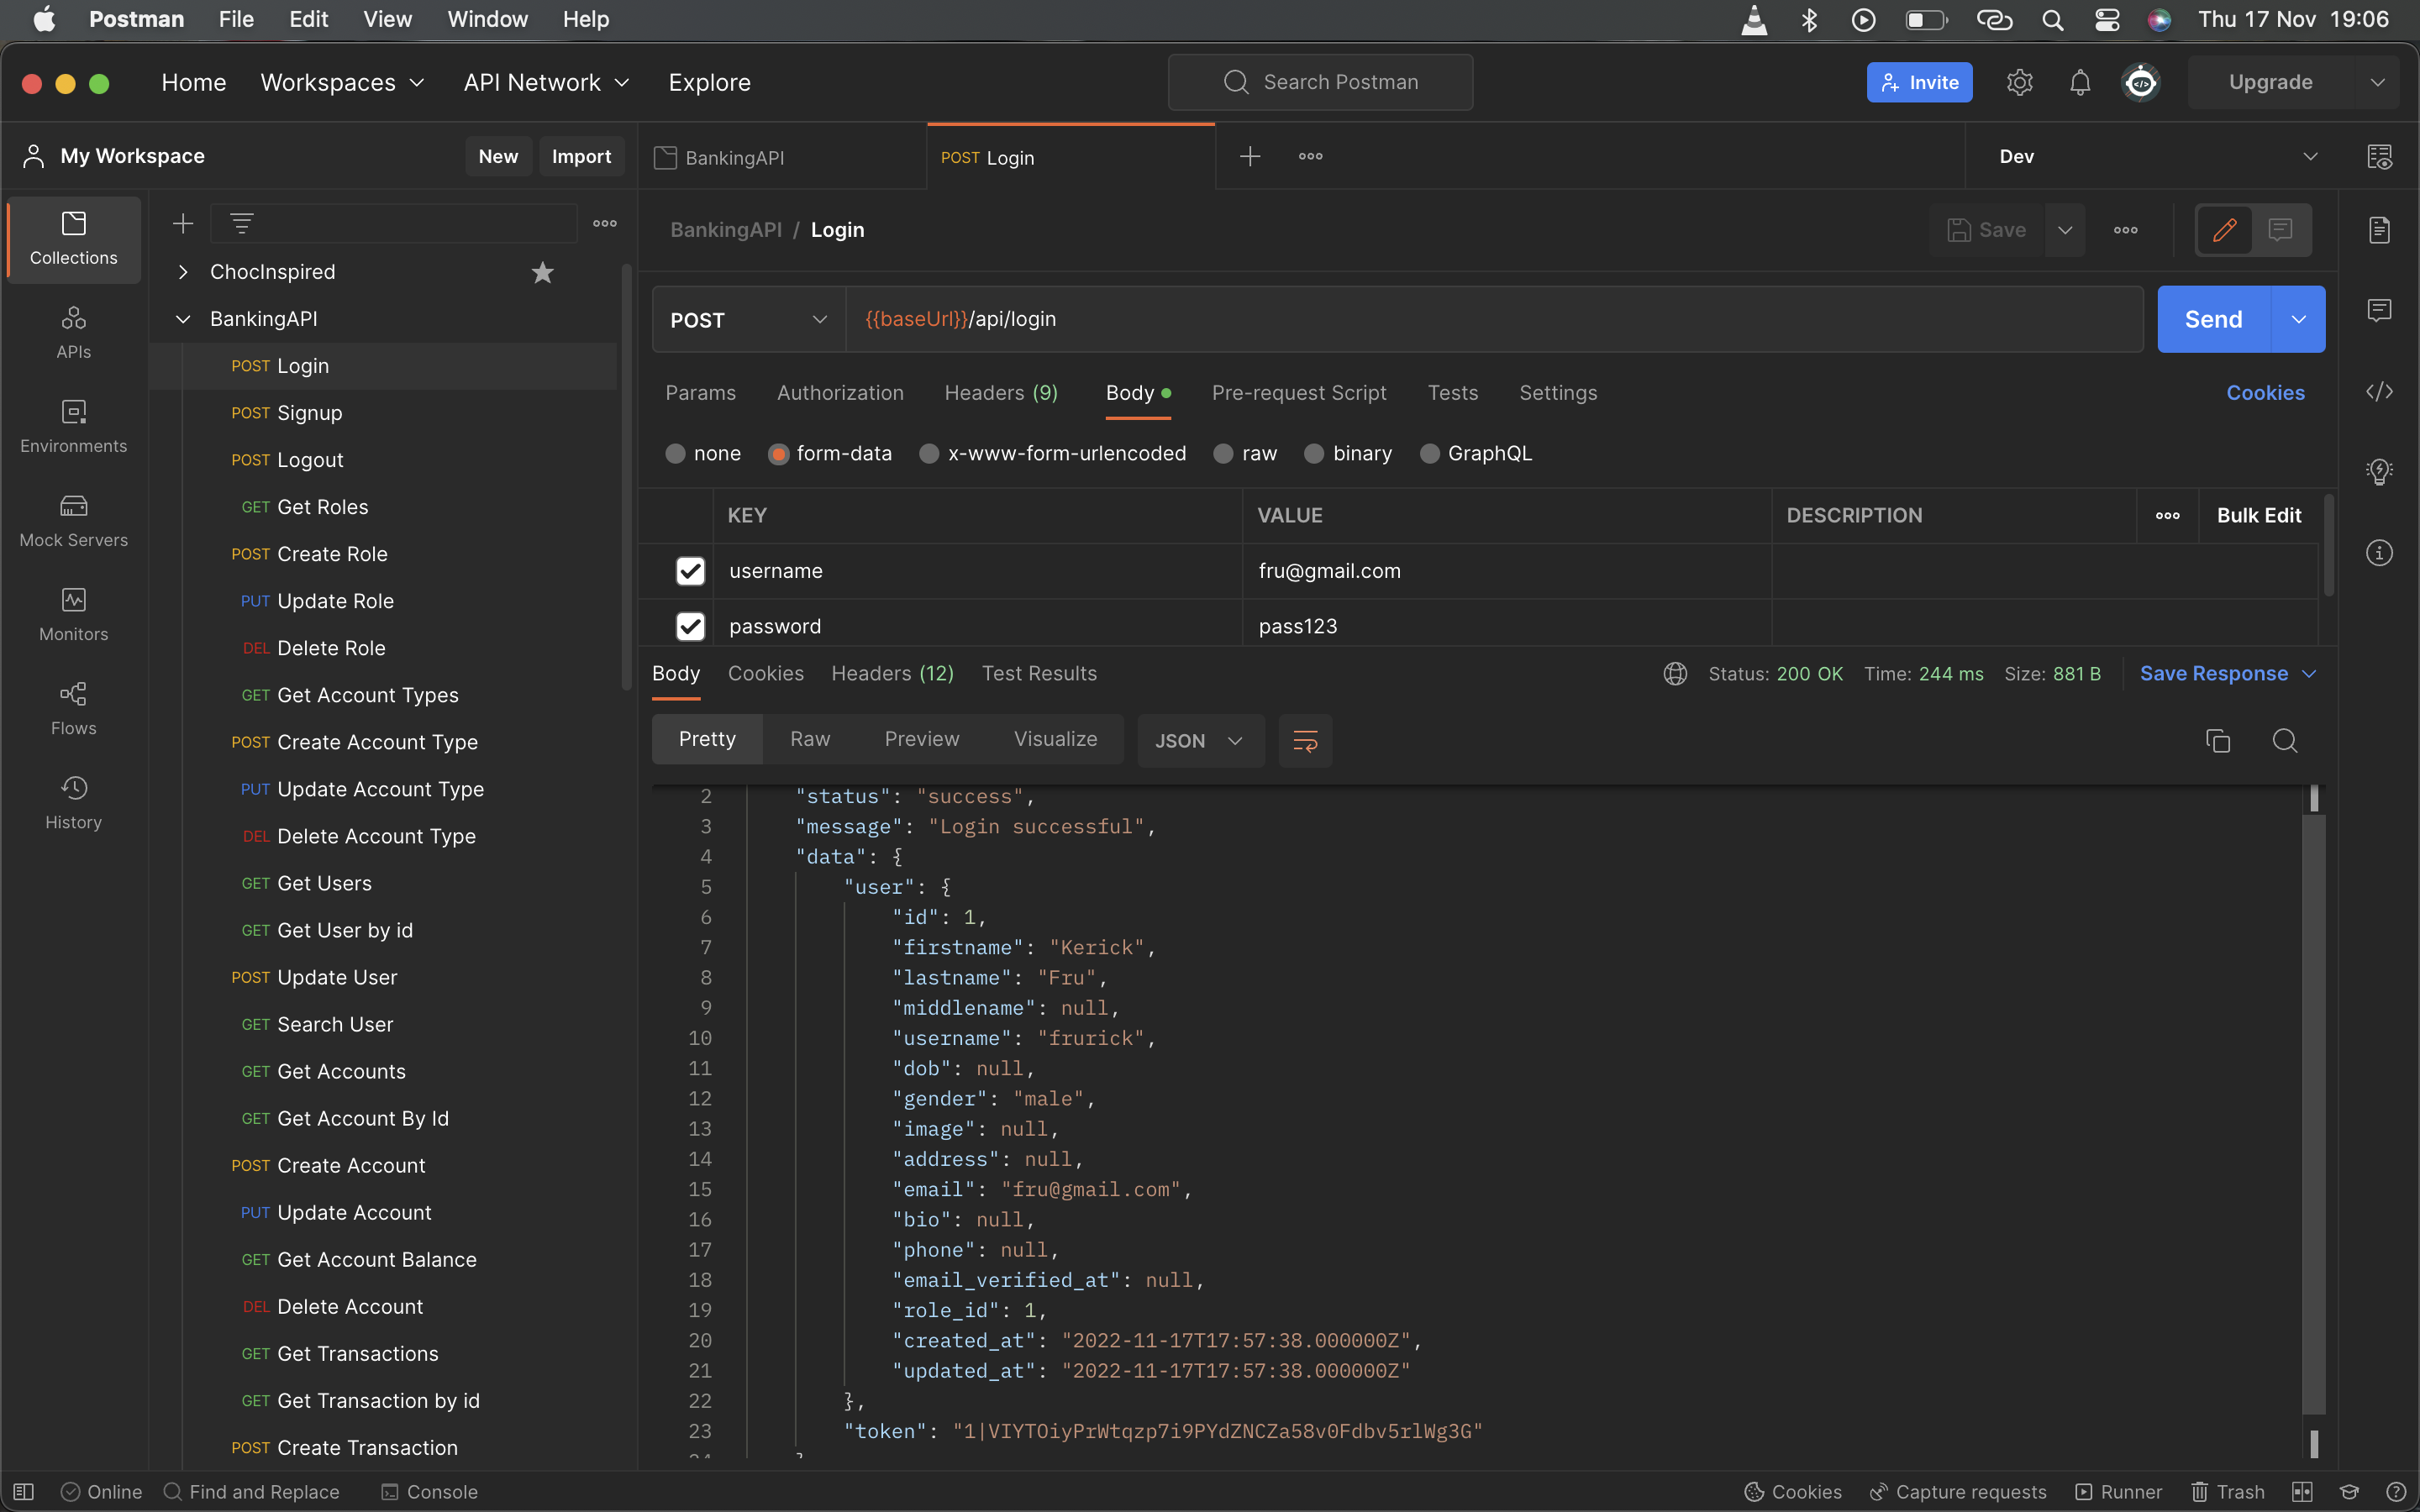 Postman File Edit View Window Help Thu 17 Nov 19:06
Home Workspaces API Network Explore Search Postman Invite Upgrade
My Workspace New Import BankingAPI POST Login Dev
Collections
APIs
Environments
Mock Servers
Monitors
Flows
History
ChocInspired
BankingAPI
POST Login
POST Signup
POST Logout
GET Get Roles
POST Create Role
PUT Update Role
DEL Delete Role
GET Get Account Types
POST Create Account Type
PUT Update Account Type
DEL Delete Account Type
GET Get Users
GET Get User by id
POST Update User
GET Search User
GET Get Accounts
GET Get Account By Id
POST Create Account
PUT Update Account
GET Get Account Balance
DEL Delete Account
GET Get Transactions
GET Get Transaction by id
POST Create Transaction
BankingAPI / Login Save
POST {{baseUrl}}/api/login Send
Params Authorization Headers (9) Body Pre-request Script Tests Settings Cookies
none form-data x-www-form-urlencoded raw binary GraphQL
KEY VALUE DESCRIPTION Bulk Edit
username fru@gmail.com
password pass123
Body Cookies Headers (12) Test Results Status: 200 OK Time: 244 ms Size: 881 B Save Response
Pretty Raw Preview Visualize JSON
2 "status": "success",
3 "message": "Login successful",
4 "data": {
5 "user": {
6 "id": 1,
7 "firstname": "Kerick",
8 "lastname": "Fru",
9 "middlename": null,
10 "username": "frurick",
11 "dob": null,
12 "gender": "male",
13 "image": null,
14 "address": null,
15 "email": "fru@gmail.com",
16 "bio": null,
17 "phone": null,
18 "email_verified_at": null,
19 "role_id": 1,
20 "created_at": "2022-11-17T17:57:38.000000Z",
21 "updated_at": "2022-11-17T17:57:38.000000Z"
22 },
23 "token": "1|VIYTOiyPrWtqzp7i9PYdZNCZa58v0Fdbv5rlWg3G"
Online Find and Replace Console Cookies Capture requests Runner Trash